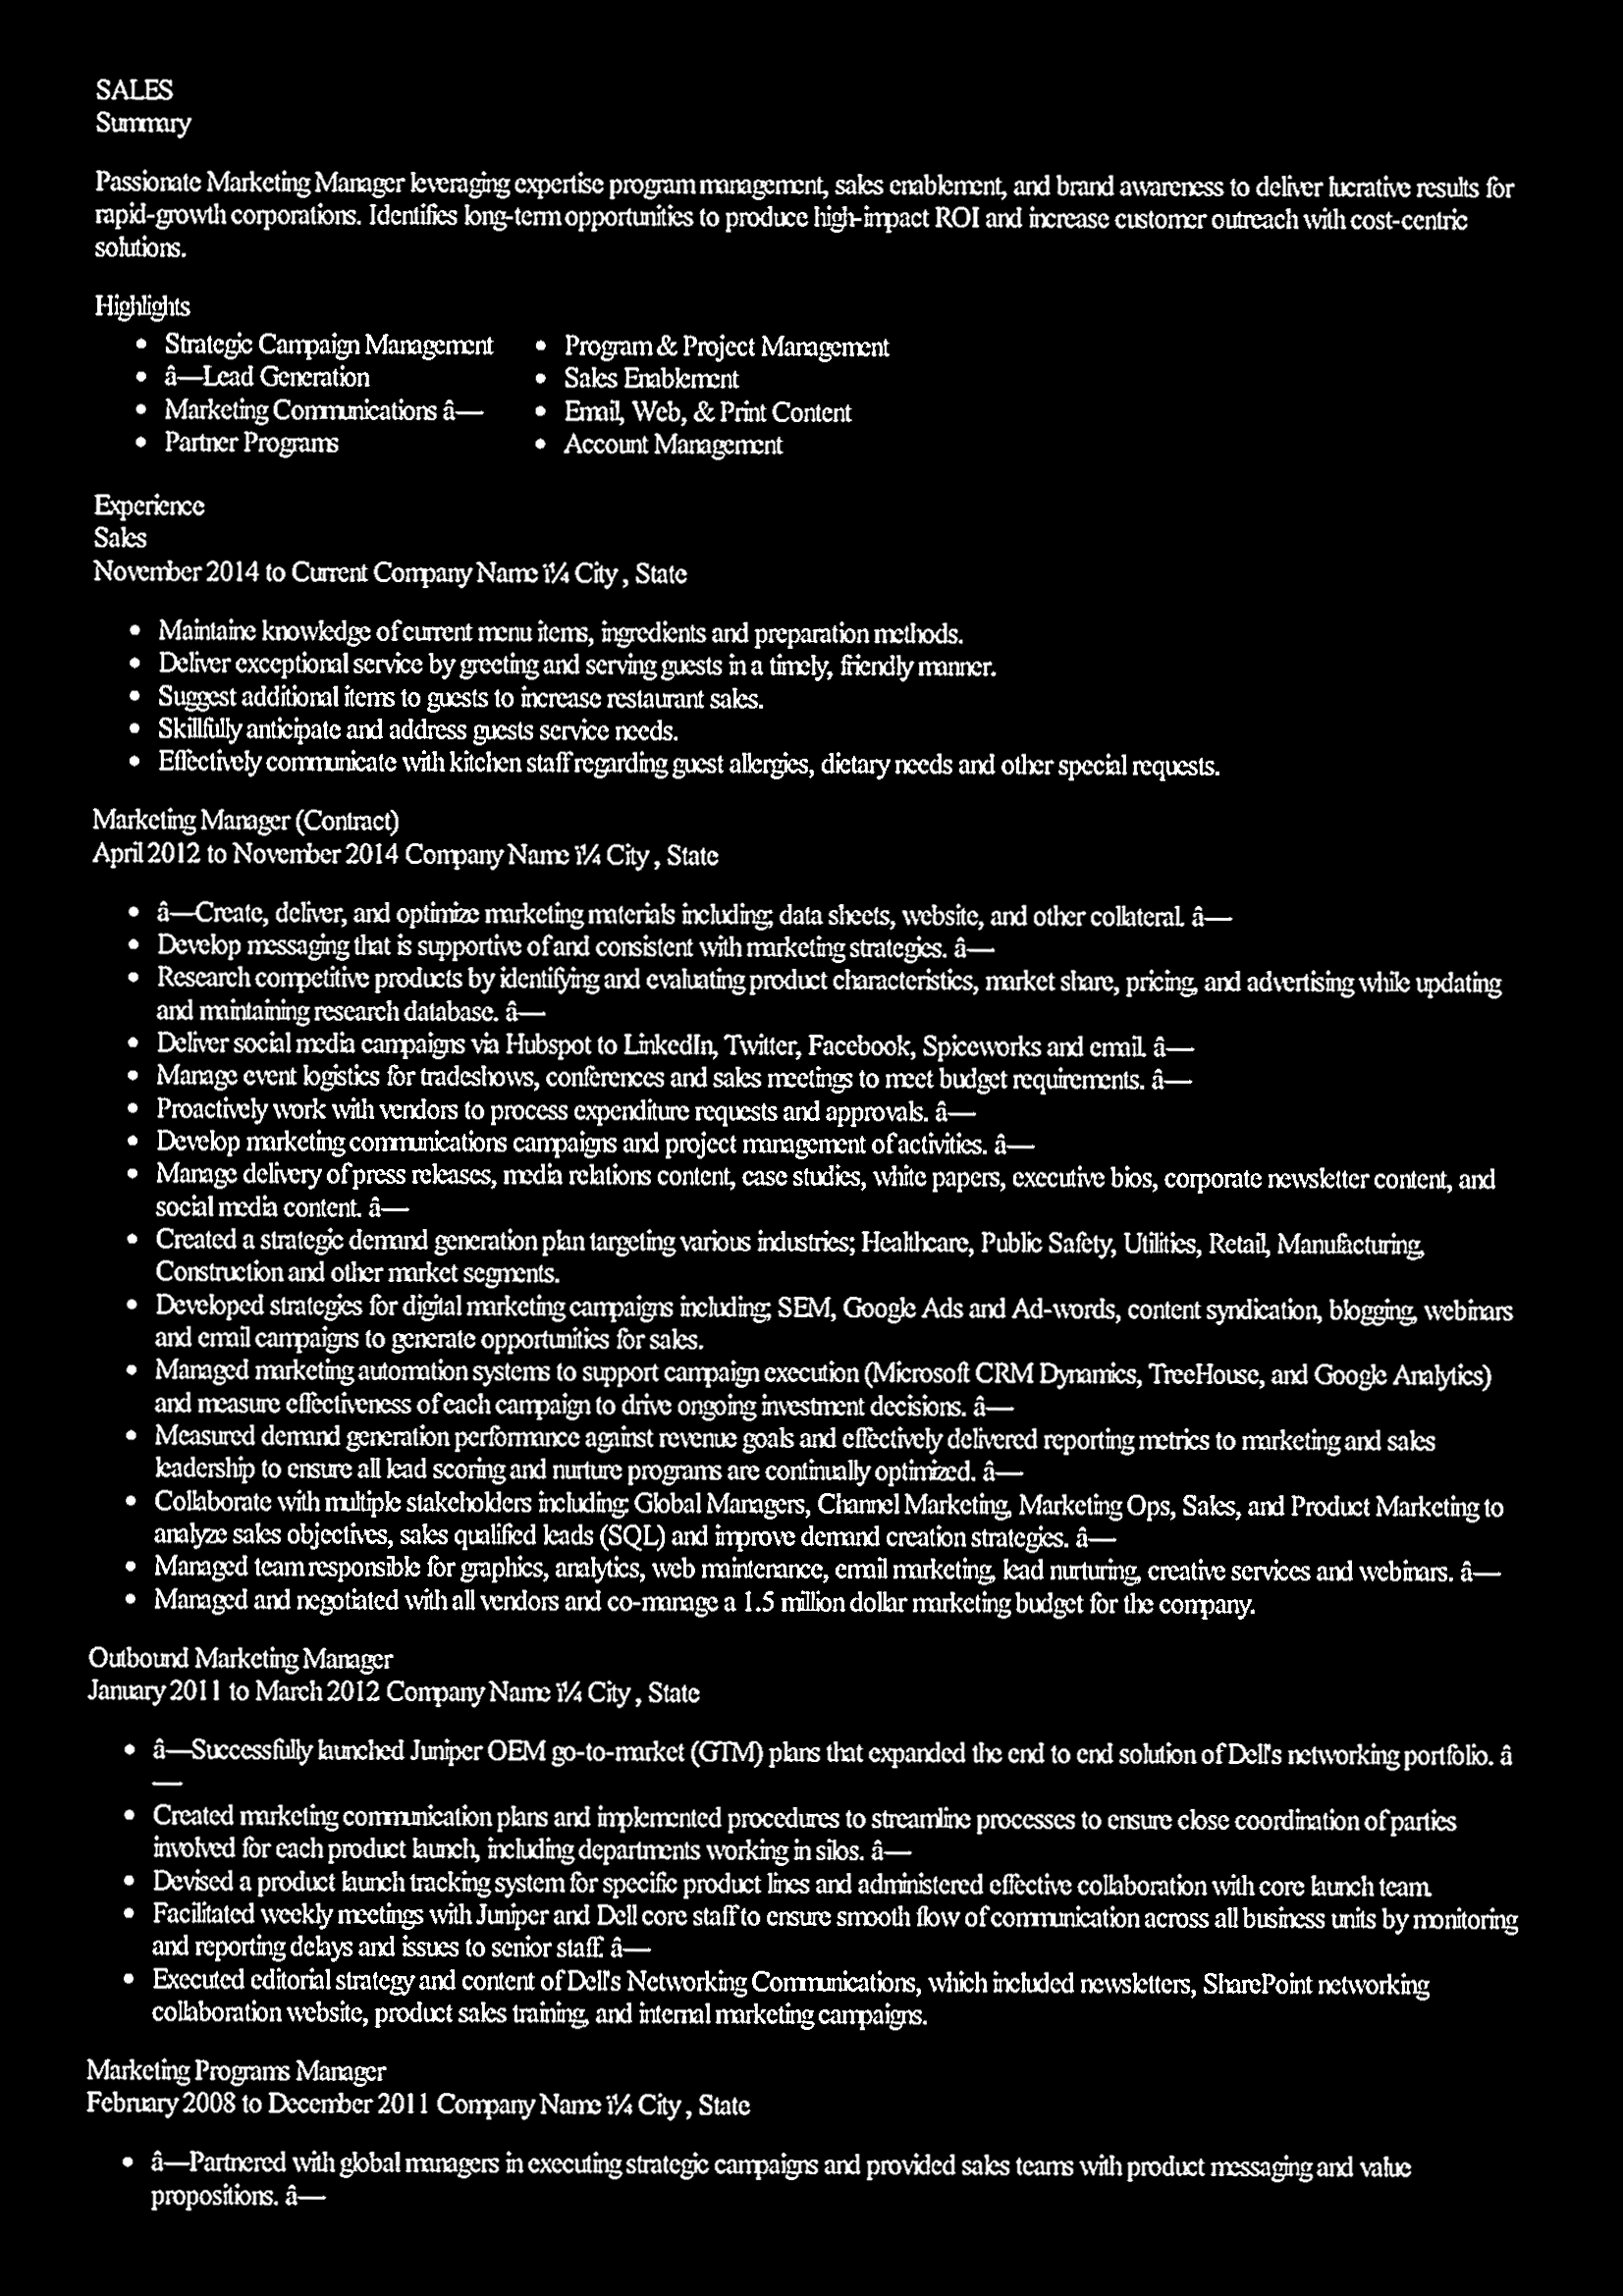 SALES
Summary
Passionate Marketing Manager leveraging expertise program management, sales enablement, and brand awareness to deliver lucrative results for
rapid-growth corporations. Identifies long-term opportunities to produce high-impact ROI and increase customer outreach with cost-centric
solutions.
Highlights
• Strategic Campaign Management
• â—Lead Generation
• Marketing Communications â—
• Partner Programs
• Program & Project Management
• Sales Enablement
• Email, Web, & Print Content
• Account Management
Experience
Sales
November 2014 to Current Company Name ï¼ City , State
• Maintaine knowledge of current menu items, ingredients and preparation methods.
• Deliver exceptional service by greeting and serving guests in a timely, friendly manner.
• Suggest additional items to guests to increase restaurant sales.
• Skillfully anticipate and address guests service needs.
• Effectively communicate with kitchen staff regarding guest allergies, dietary needs and other special requests.
Marketing Manager (Contract)
April 2012 to November 2014 Company Name ï¼ City , State
• â—Create, deliver, and optimize marketing materials including; data sheets, website, and other collateral. â—
• Develop messaging that is supportive of and consistent with marketing strategies. â—
• Research competitive products by identifying and evaluating product characteristics, market share, pricing, and advertising while updating
and maintaining research database. â—
• Deliver social media campaigns via Hubspot to LinkedIn, Twitter, Facebook, Spiceworks and email. â—
• Manage event logistics for tradeshows, conferences and sales meetings to meet budget requirements. â—
• Proactively work with vendors to process expenditure requests and approvals. â—
• Develop marketing communications campaigns and project management of activities. â—
• Manage delivery of press releases, media relations content, case studies, white papers, executive bios, corporate newsletter content, and
social media content. â—
• Created a strategic demand generation plan targeting various industries; Healthcare, Public Safety, Utilities, Retail, Manufacturing,
Construction and other market segments.
• Developed strategies for digital marketing campaigns including; SEM, Google Ads and Ad-words, content syndication, blogging, webinars
and email campaigns to generate opportunities for sales.
• Managed marketing automation systems to support campaign execution (Microsoft CRM Dynamics, TreeHouse, and Google Analytics)
and measure effectiveness of each campaign to drive ongoing investment decisions. â—
• Measured demand generation performance against revenue goals and effectively delivered reporting metrics to marketing and sales
leadership to ensure all lead scoring and nurture programs are continually optimized. â—
• Collaborate with multiple stakeholders including: Global Managers, Channel Marketing, Marketing Ops, Sales, and Product Marketing to
analyze sales objectives, sales qualified leads (SQL) and improve demand creation strategies. â—
• Managed team responsible for graphics, analytics, web maintenance, email marketing, lead nurturing, creative services and webinars. â—
• Managed and negotiated with all vendors and co-manage a 1.5 million dollar marketing budget for the company.
Outbound Marketing Manager
January 2011 to March 2012 Company Name ï¼ City , State
• â—Successfully launched Juniper OEM go-to-market (GTM) plans that expanded the end to end solution of Dell's networking portfolio. â
—
• Created marketing communication plans and implemented procedures to streamline processes to ensure close coordination of parties
involved for each product launch, including departments working in silos. â—
• Devised a product launch tracking system for specific product lines and administered effective collaboration with core launch team.
• Facilitated weekly meetings with Juniper and Dell core staff to ensure smooth flow of communication across all business units by monitoring
and reporting delays and issues to senior staff. â—
• Executed editorial strategy and content of Dell's Networking Communications, which included newsletters, SharePoint networking
collaboration website, product sales training, and internal marketing campaigns.
Marketing Programs Manager
February 2008 to December 2011 Company Name ï¼ City , State
• â—Partnered with global managers in executing strategic campaigns and provided sales teams with product messaging and value
propositions. â—